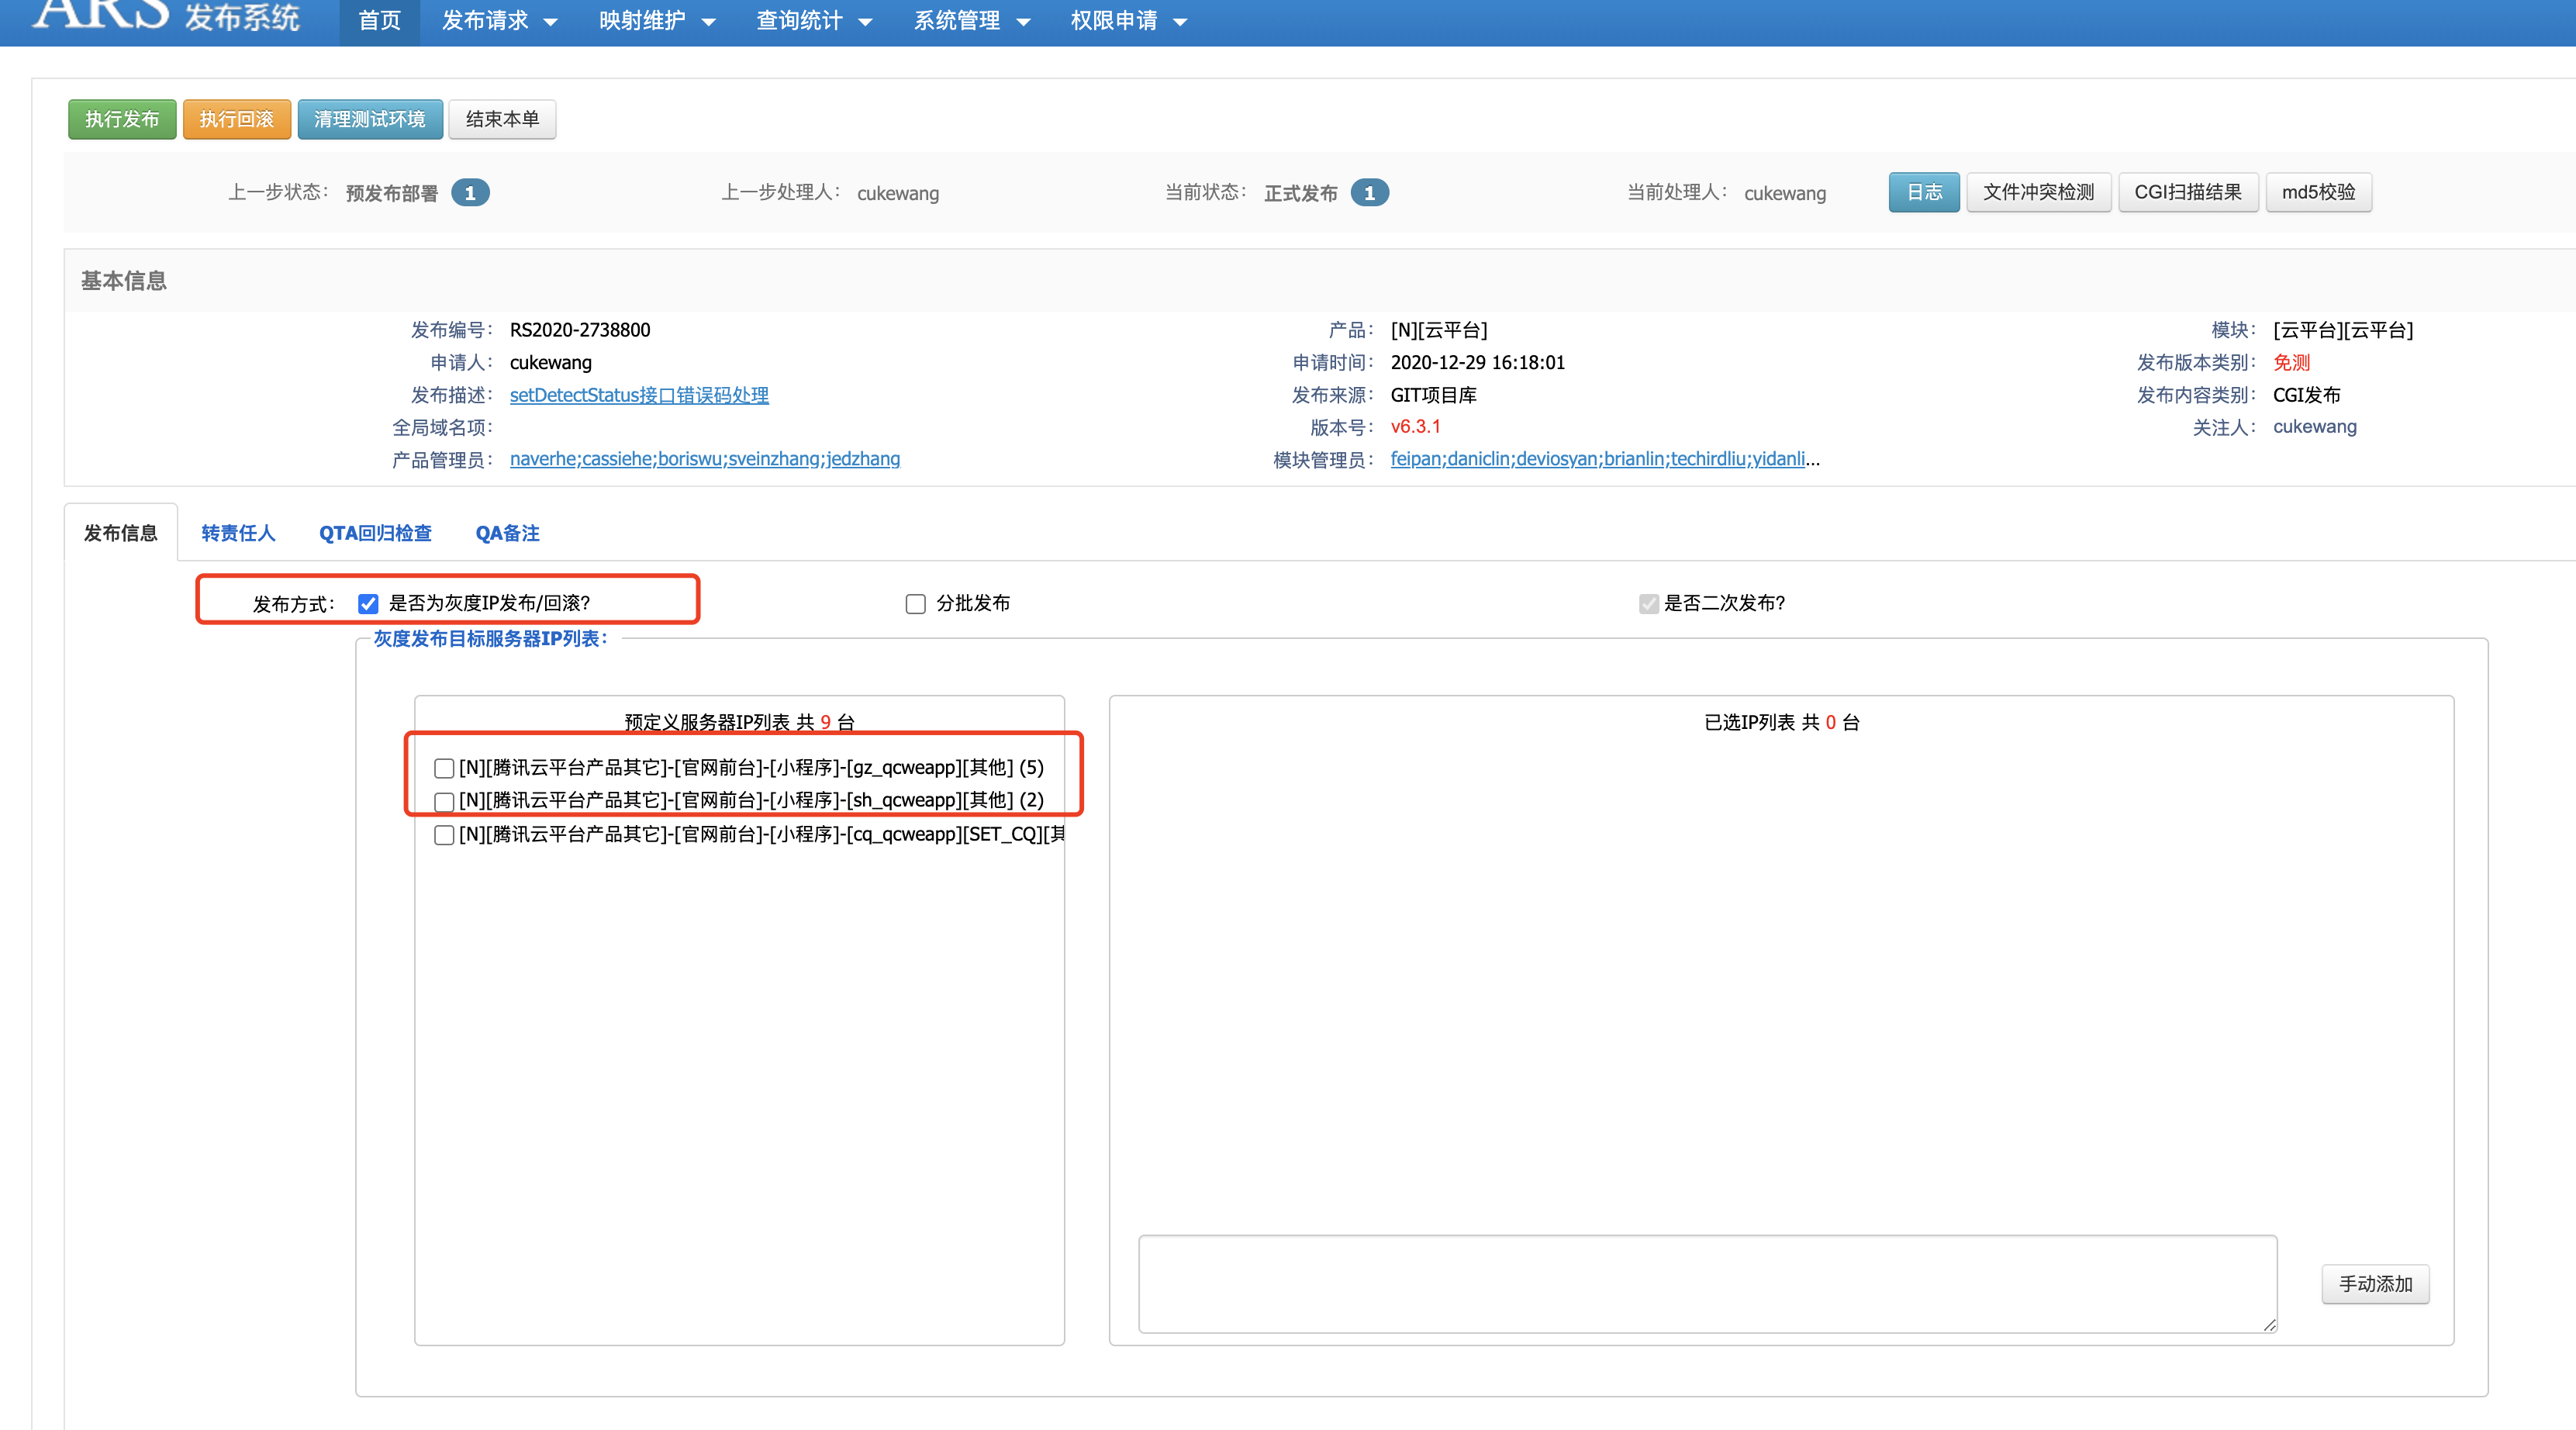 ARS 发布系统 首页 发布请求 映射维护 查询统计 系统管理 权限申请
执行发布 执行回滚 清理测试环境 结束本单
上一步状态： 预发布部署 1 上一步处理人： cukewang 当前状态： 正式发布 1 当前处理人： cukewang 日志 文件冲突检测 CGI扫描结果 md5校验
基本信息
发布编号： RS2020-2738800 产品： [N][云平台] 模块： [云平台][云平台]
申请人： cukewang 申请时间： 2020-12-29 16:18:01 发布版本类别： 免测
发布描述： setDetectStatus接口错误码处理 发布来源： GIT项目库 发布内容类别： CGI发布
全局域名项： 版本号： v6.3.1 关注人： cukewang
产品管理员： naverhe;cassiehe;boriswu;sveinzhang;jedzhang 模块管理员： feipan;daniclin;deviosyan;brianlin;techirdliu;yidanli...
发布信息 转责任人 QTA回归检查 QA备注
发布方式： 是否为灰度IP发布/回滚? 分批发布 是否二次发布?
灰度发布目标服务器IP列表：
预定义服务器IP列表 共 9 台 已选IP列表 共 0 台
[N][腾讯云平台产品其它]-[官网前台]-[小程序]-[gz_qcweapp][其他] (5)
[N][腾讯云平台产品其它]-[官网前台]-[小程序]-[sh_qcweapp][其他] (2)
[N][腾讯云平台产品其它]-[官网前台]-[小程序]-[cq_qcweapp][SET_CQ][其
手动添加